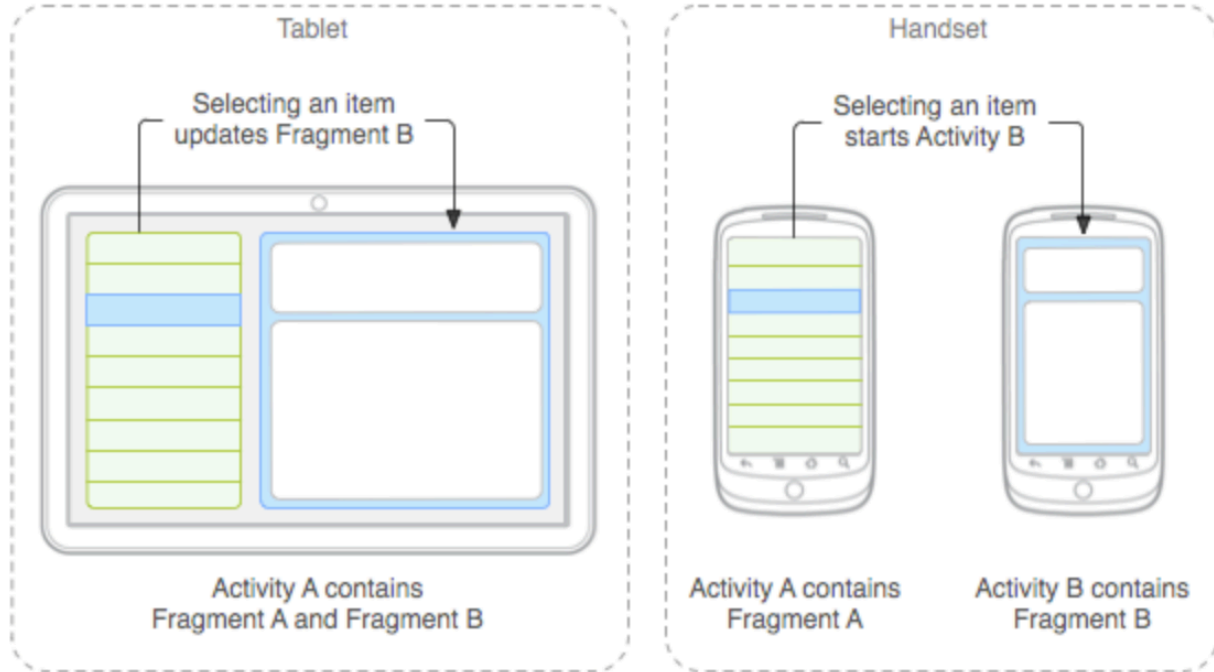 Tablet
Selecting an item
updates Fragment B
Activity A contains
Fragment A and Fragment B
Handset
Selecting an item
starts Activity B
Activity A contains
Fragment A
Activity B contains
Fragment B